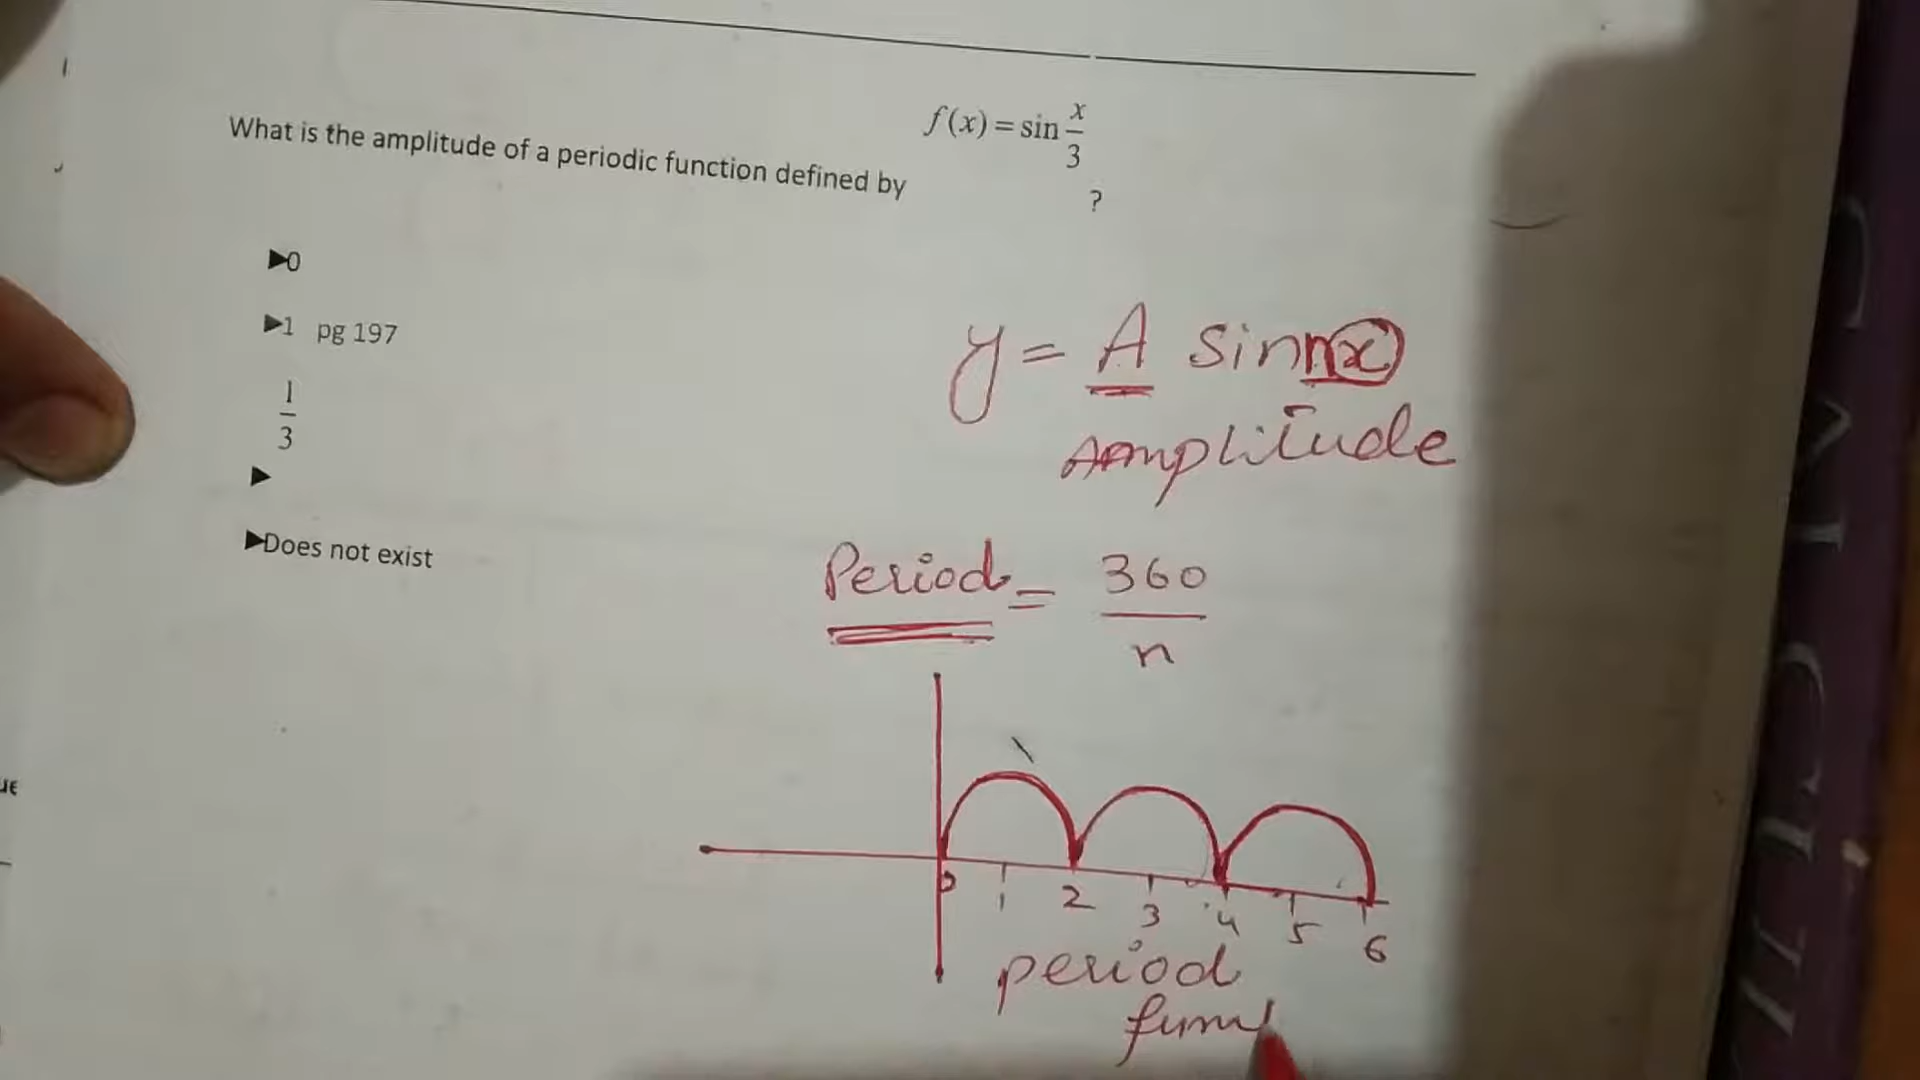 What is the amplitude of a periodic function defined by f(x) = sin x/3 ?
►0
►1 pg 197
1/3
►
►Does not exist
y = A sin nx
Amplitude
Period = 360/n
0 1 2 3 4 5 6
period